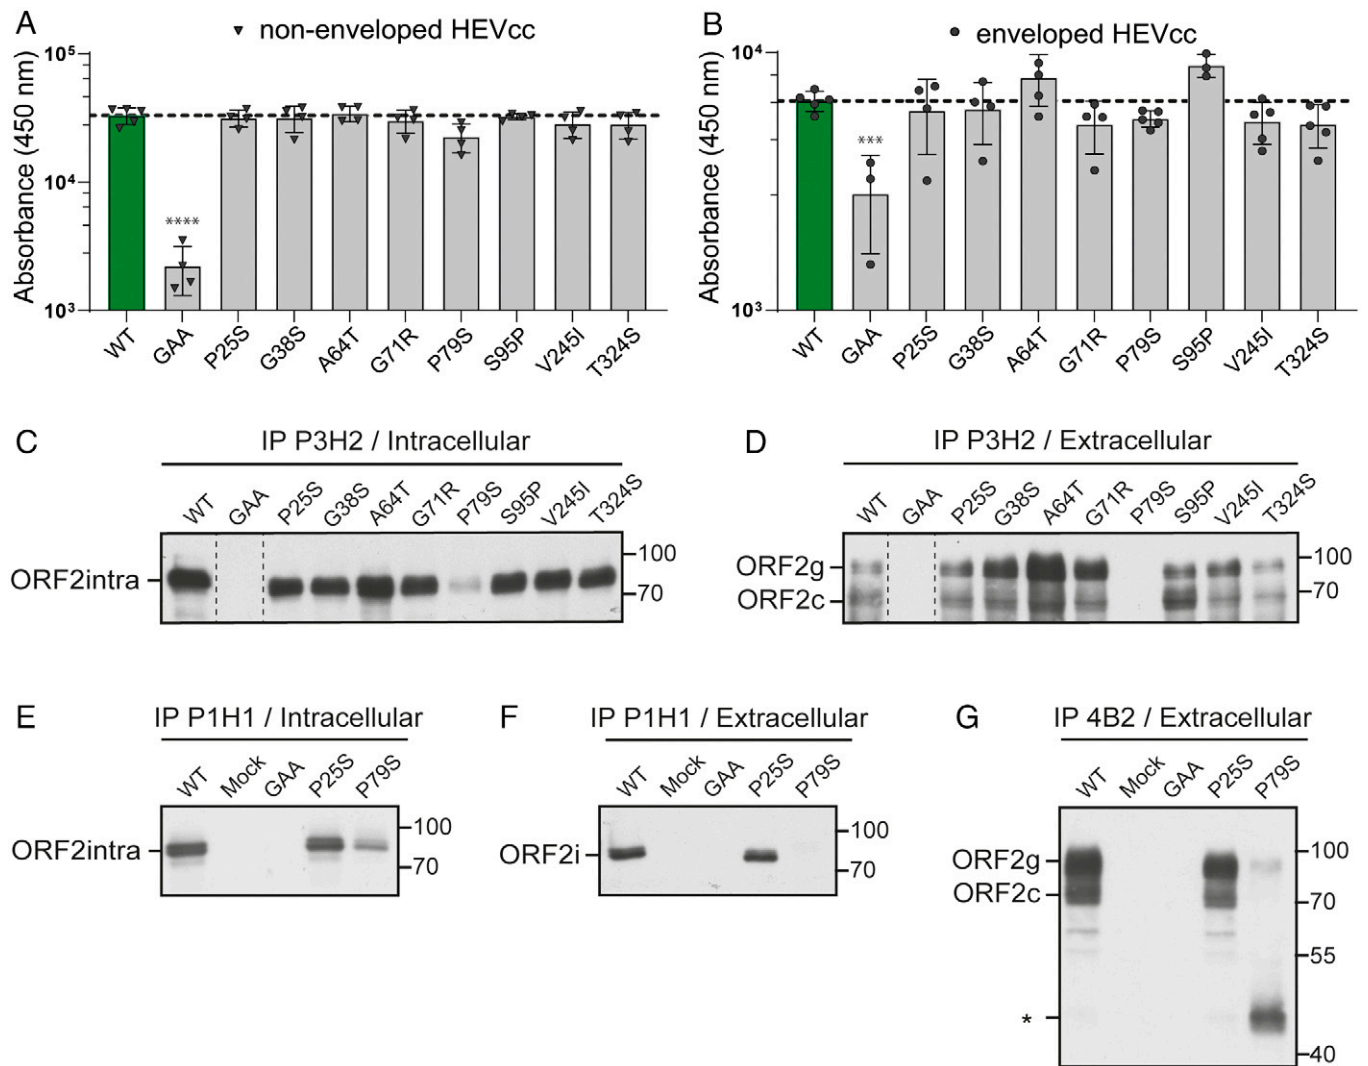 A
▼ non-enveloped HEVcc
Absorbance (450 nm)
10⁵
10⁴
10³
****
WT GAA P25S G38S A64T G71R P79S S95P V245I T324S
B
● enveloped HEVcc
Absorbance (450 nm)
10⁴
10³
***
WT GAA P25S G38S A64T G71R P79S S95P V245I T324S
C
IP P3H2 / Intracellular
WT GAA P25S G38S A64T G71R P79S S95P V245I T324S
ORF2intra
100
70
D
IP P3H2 / Extracellular
WT GAA P25S G38S A64T G71R P79S S95P V245I T324S
ORF2g
ORF2c
100
70
E
IP P1H1 / Intracellular
WT Mock GAA P25S P79S
ORF2intra
100
70
F
IP P1H1 / Extracellular
WT Mock GAA P25S P79S
ORF2i
100
70
G
IP 4B2 / Extracellular
WT Mock GAA P25S P79S
ORF2g
ORF2c
*
100
70
55
40